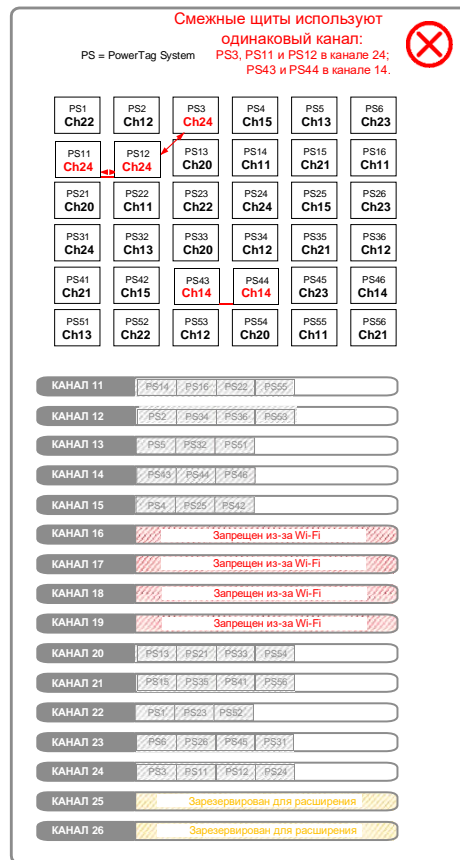 Смежные щиты используют
одинаковый канал:
PS = PowerTag System PS3, PS11 и PS12 в канале 24;
PS43 и PS44 в канале 14.
PS1 PS2 PS3 PS4 PS5 PS6
Ch22 Ch12 Ch24 Ch15 Ch13 Ch23
PS11 PS12 PS13 PS14 PS15 PS16
Ch24 Ch24 Ch20 Ch11 Ch21 Ch11
PS21 PS22 PS23 PS24 PS25 PS26
Ch20 Ch11 Ch22 Ch24 Ch15 Ch23
PS31 PS32 PS33 PS34 PS35 PS36
Ch24 Ch13 Ch20 Ch12 Ch21 Ch12
PS41 PS42 PS43 PS44 PS45 PS46
Ch21 Ch15 Ch14 Ch14 Ch23 Ch14
PS51 PS52 PS53 PS54 PS55 PS56
Ch13 Ch22 Ch12 Ch20 Ch11 Ch21
КАНАЛ 11 PS14 PS16 PS22 PS55
КАНАЛ 12 PS2 PS34 PS36 PS53
КАНАЛ 13 PS5 PS32 PS51
КАНАЛ 14 PS43 PS44 PS46
КАНАЛ 15 PS4 PS25 PS42
КАНАЛ 16 Запрещен из-за Wi-Fi
КАНАЛ 17 Запрещен из-за Wi-Fi
КАНАЛ 18 Запрещен из-за Wi-Fi
КАНАЛ 19 Запрещен из-за Wi-Fi
КАНАЛ 20 PS13 PS21 PS33 PS54
КАНАЛ 21 PS15 PS35 PS41 PS56
КАНАЛ 22 PS1 PS23 PS52
КАНАЛ 23 PS6 PS26 PS45 PS31
КАНАЛ 24 PS3 PS11 PS12 PS24
КАНАЛ 25 Зарезервирован для расширения
КАНАЛ 26 Зарезервирован для расширения